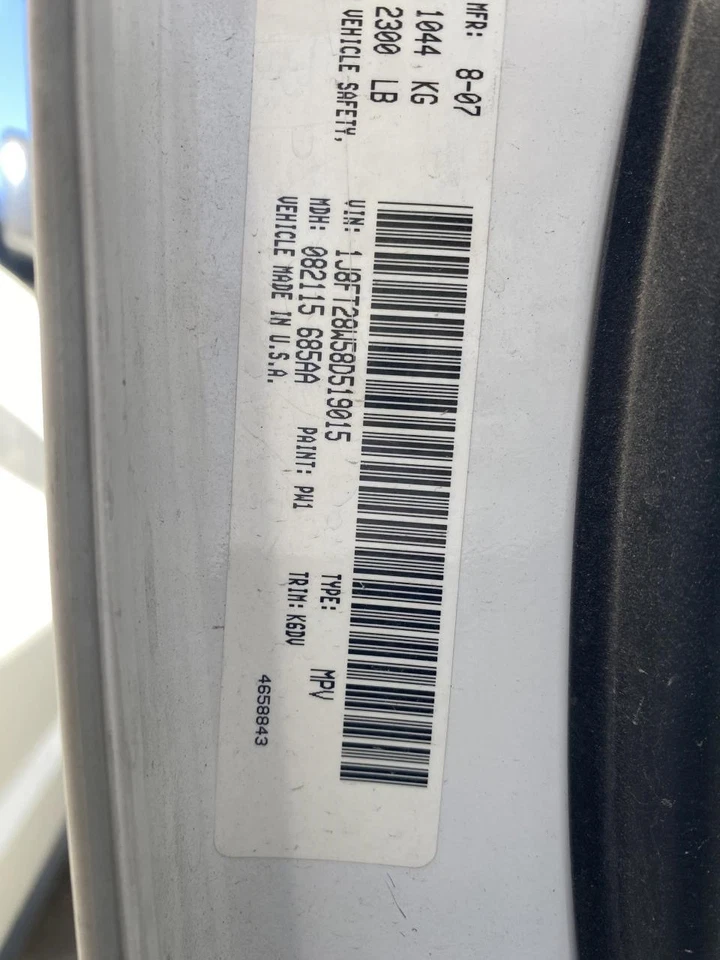 MFR: 8-07
1044 KG
2300 LB
VEHICLE SAFETY,
VIN: 1J8FT28W58D519015 TYPE: MPV
MDH: 082115 685AA PAINT: PW1 TRIM: K6DV
VEHICLE MADE IN U.S.A.
4658843